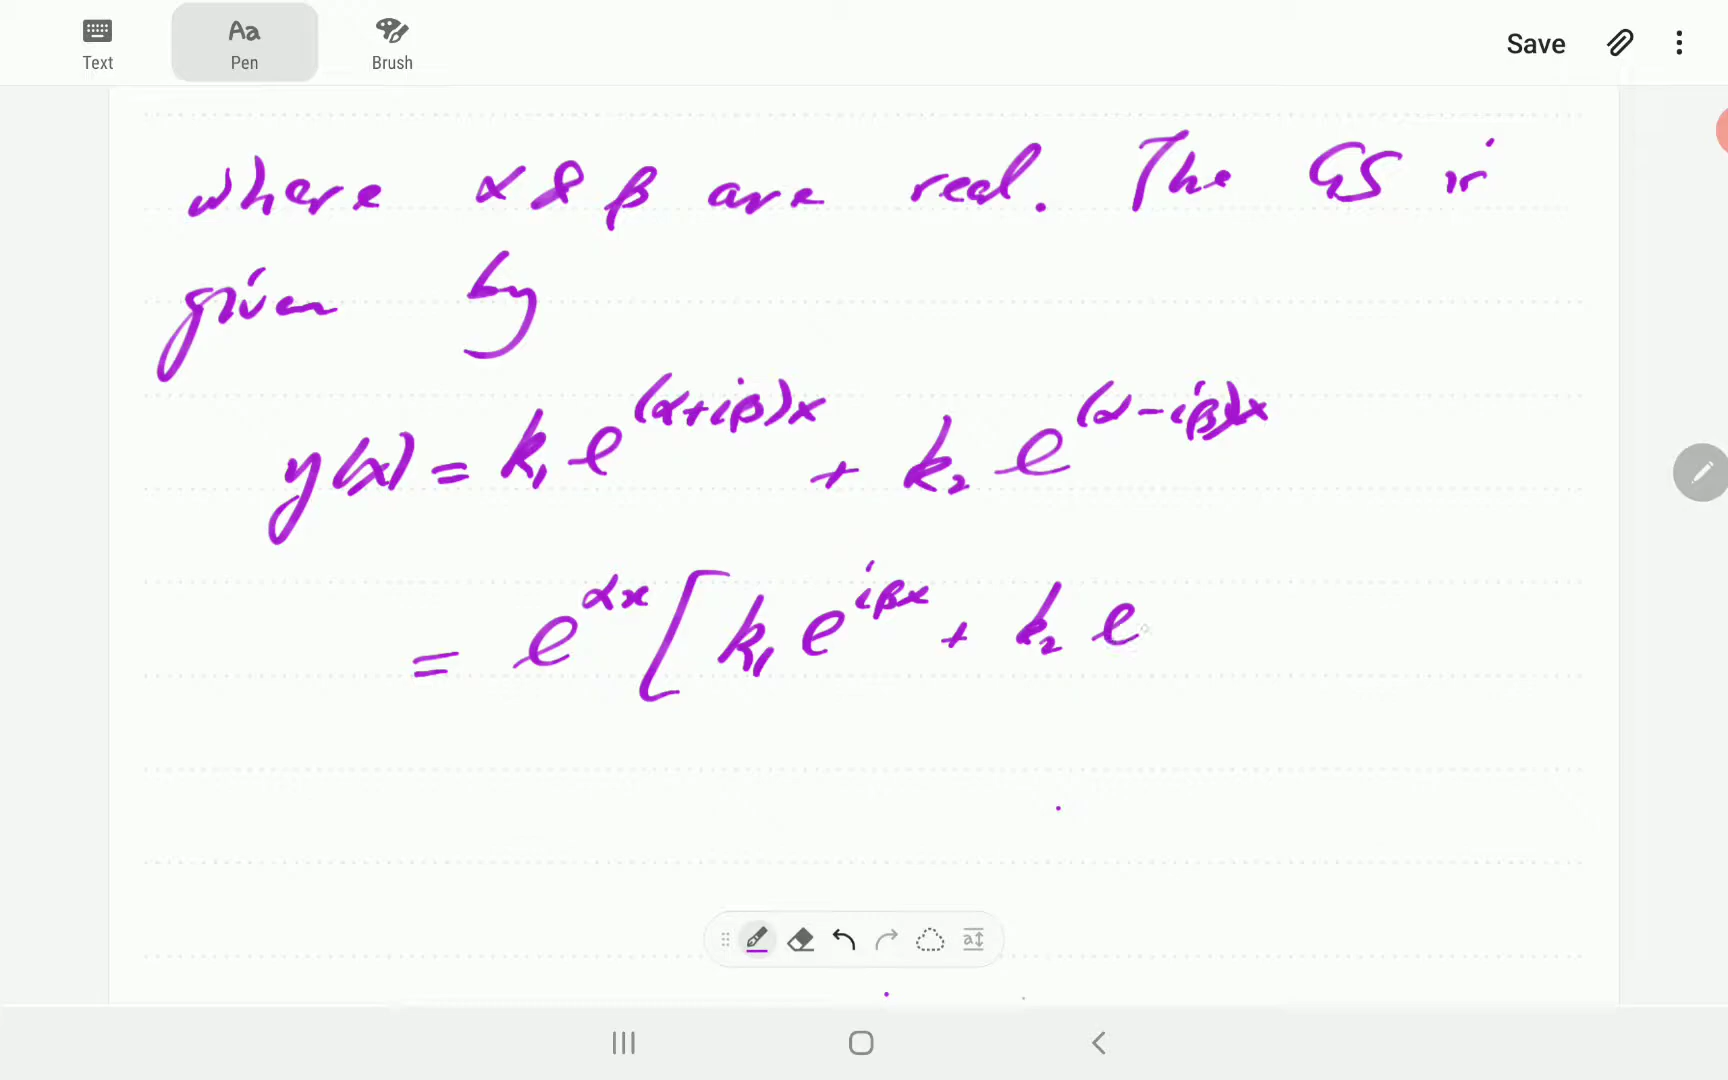 Text Pen Brush Save
where α & β are real. The GS is
given by
y(x) = k₁ e^(α+iβ)x + k₂ e^(α-iβ)x
= e^αx [k₁ e^iβx + k₂ e